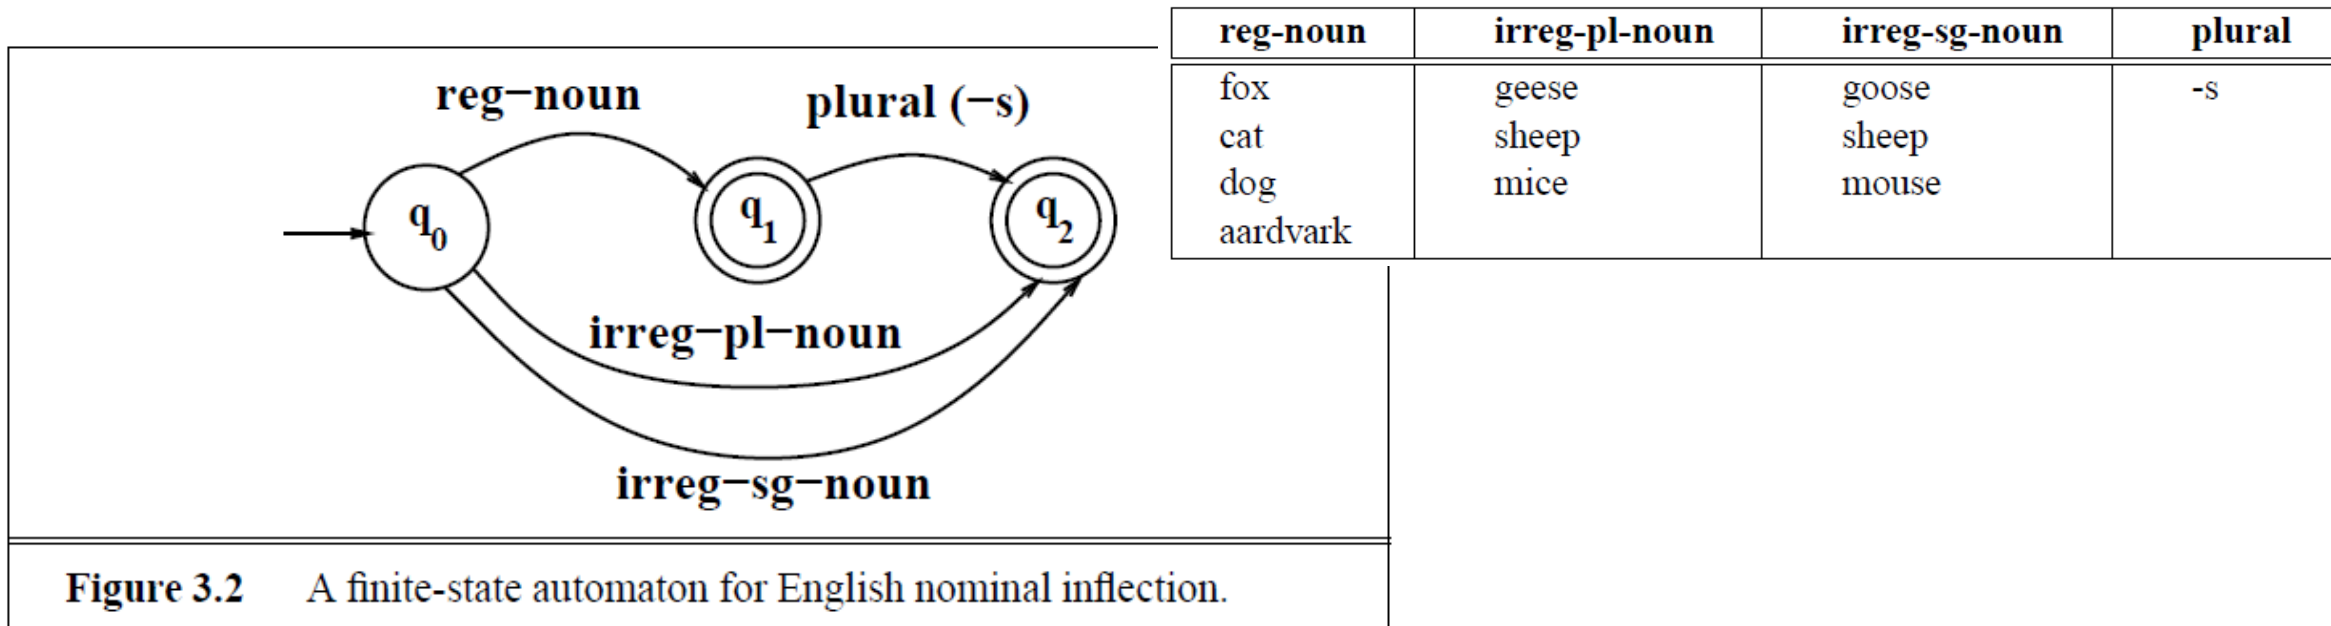 reg-noun irreg-pl-noun irreg-sg-noun plural
fox geese goose -s
cat sheep sheep
dog mice mouse
aardvark
reg−noun
plural (−s)
q0 q1 q2
irreg−pl−noun
irreg−sg−noun
Figure 3.2 A finite-state automaton for English nominal inflection.